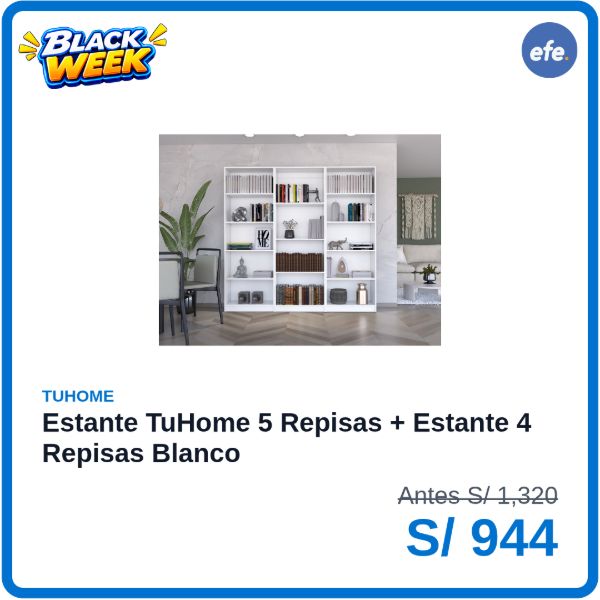 BLACK
WEEK
efe.
TUHOME
Estante TuHome 5 Repisas + Estante 4
Repisas Blanco
Antes S/ 1,320
S/ 944